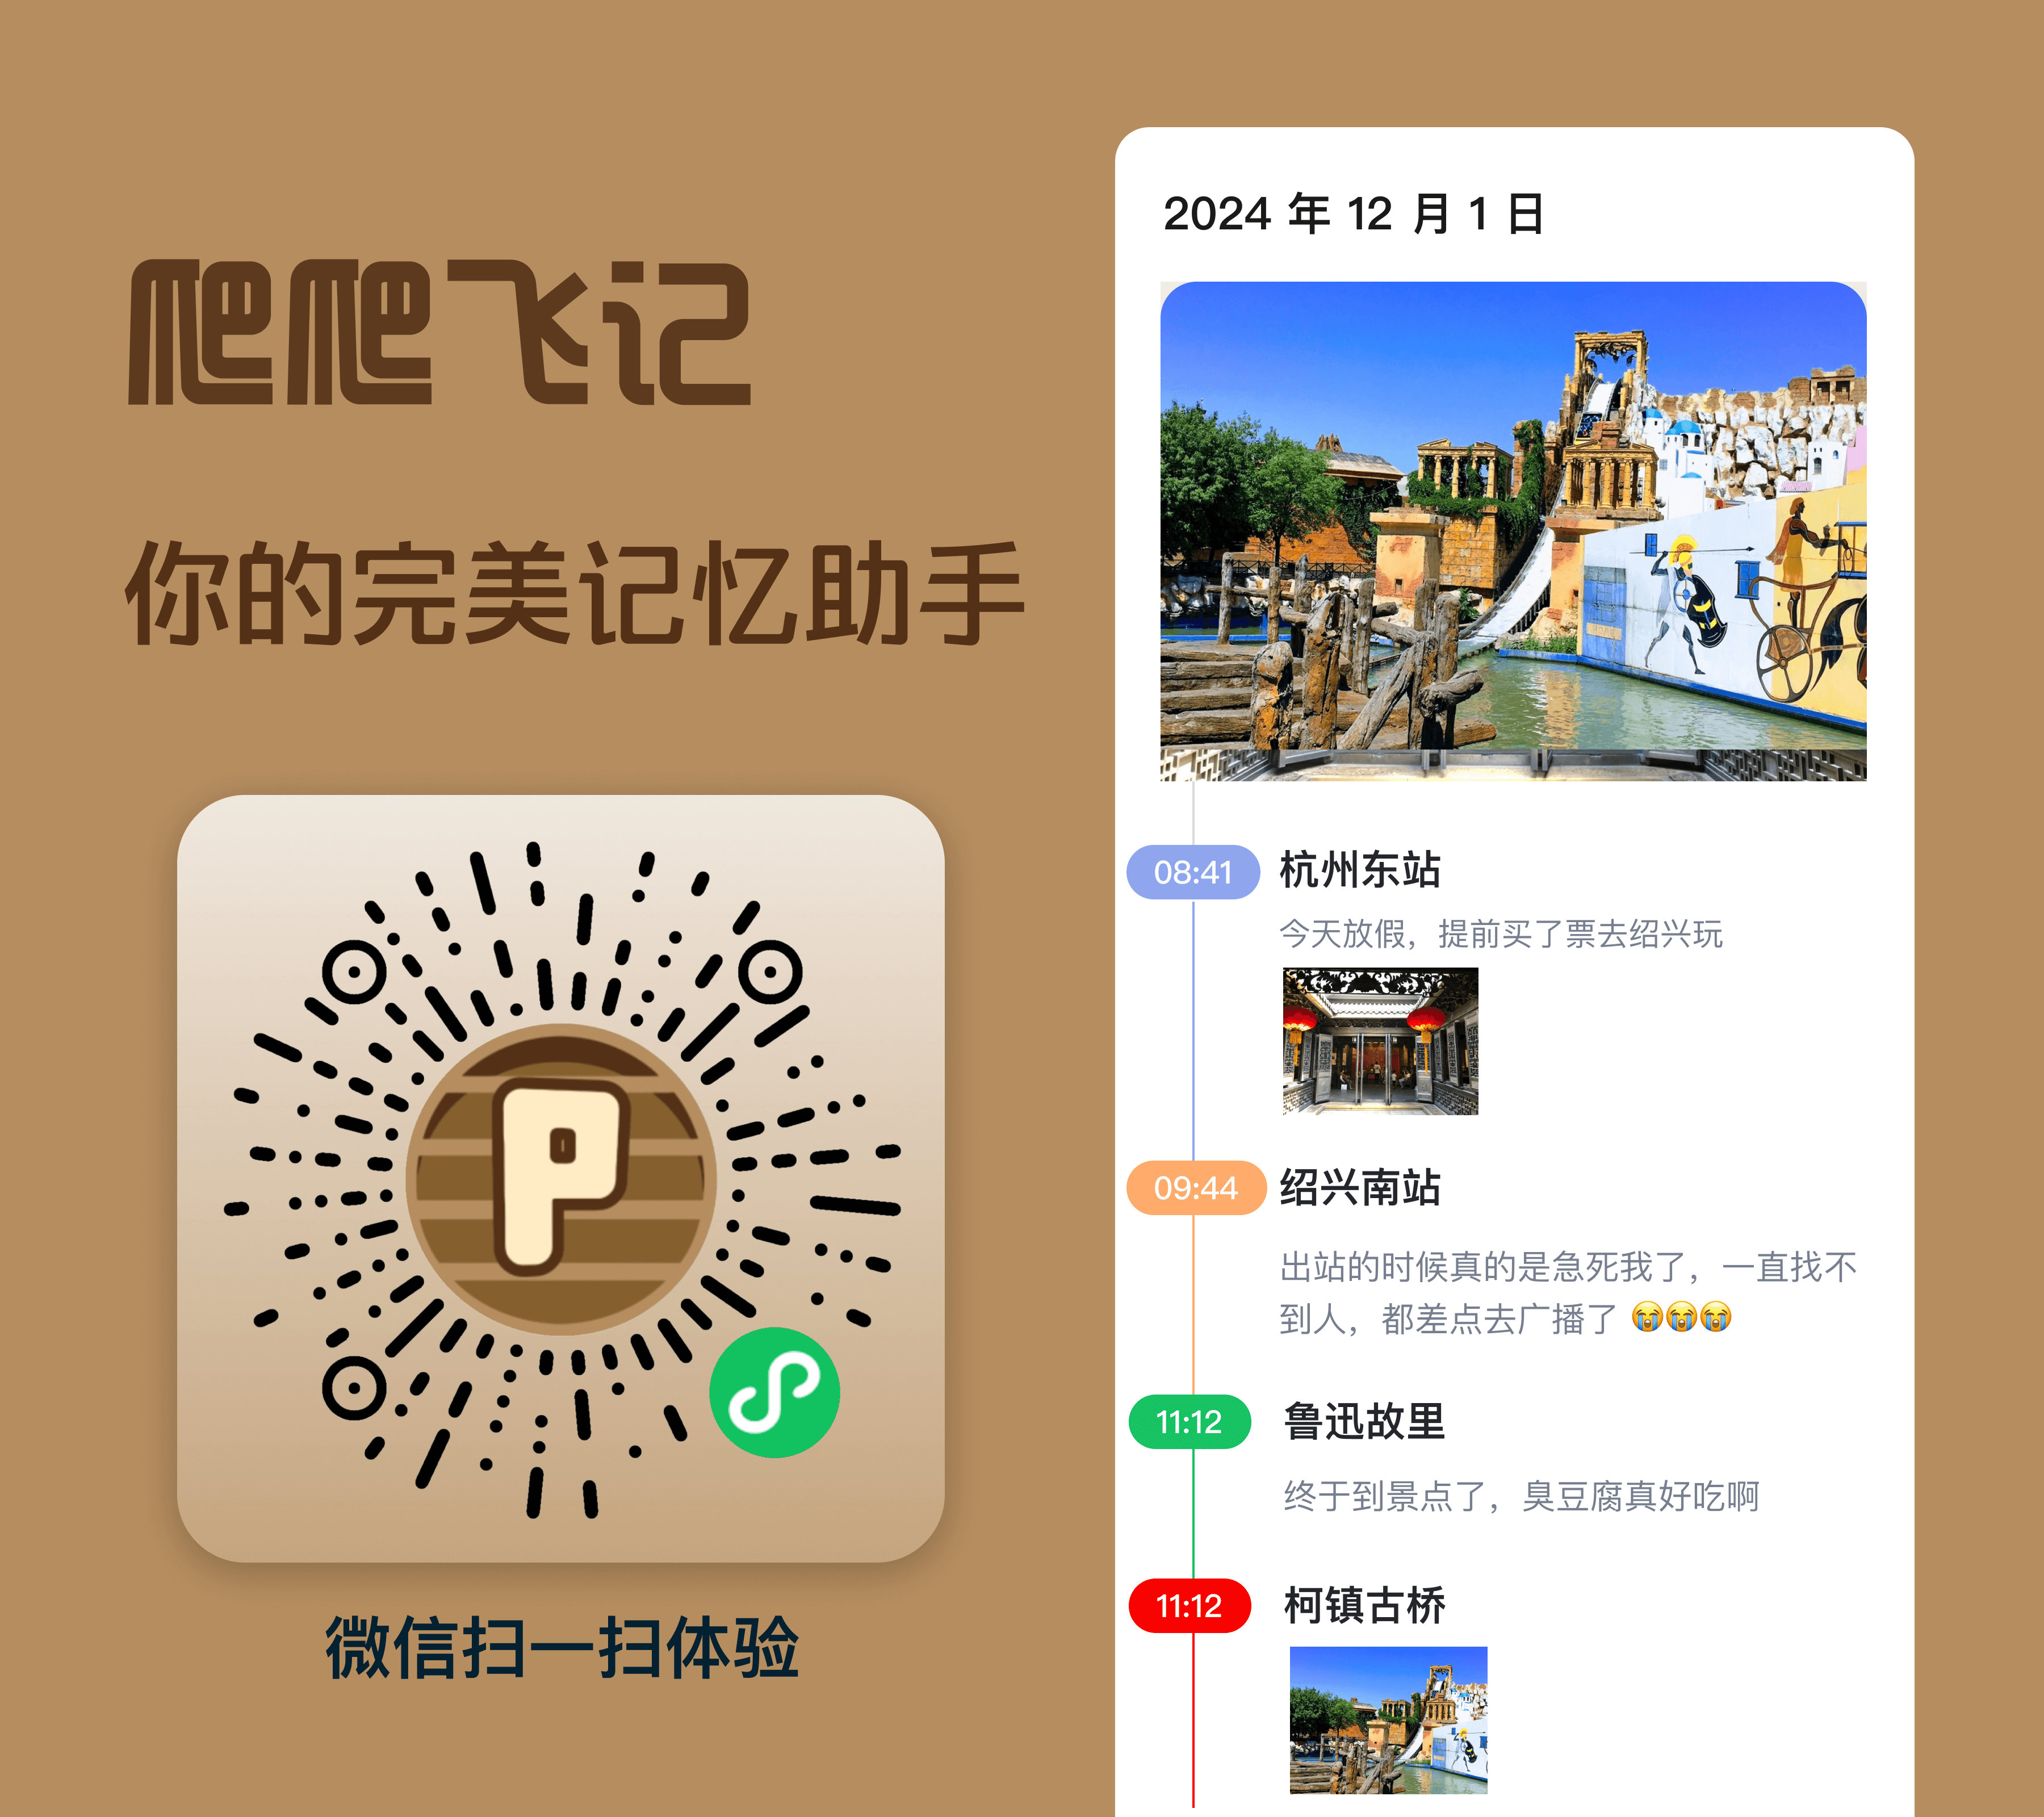 爬爬飞记
你的完美记忆助手
P
微信扫一扫体验
2024 年 12 月 1 日
08:41 杭州东站
今天放假，提前买了票去绍兴玩
09:44 绍兴南站
出站的时候真的是急死我了，一直找不
到人，都差点去广播了 😭😭😭
11:12 鲁迅故里
终于到景点了，臭豆腐真好吃啊
11:12 柯镇古桥